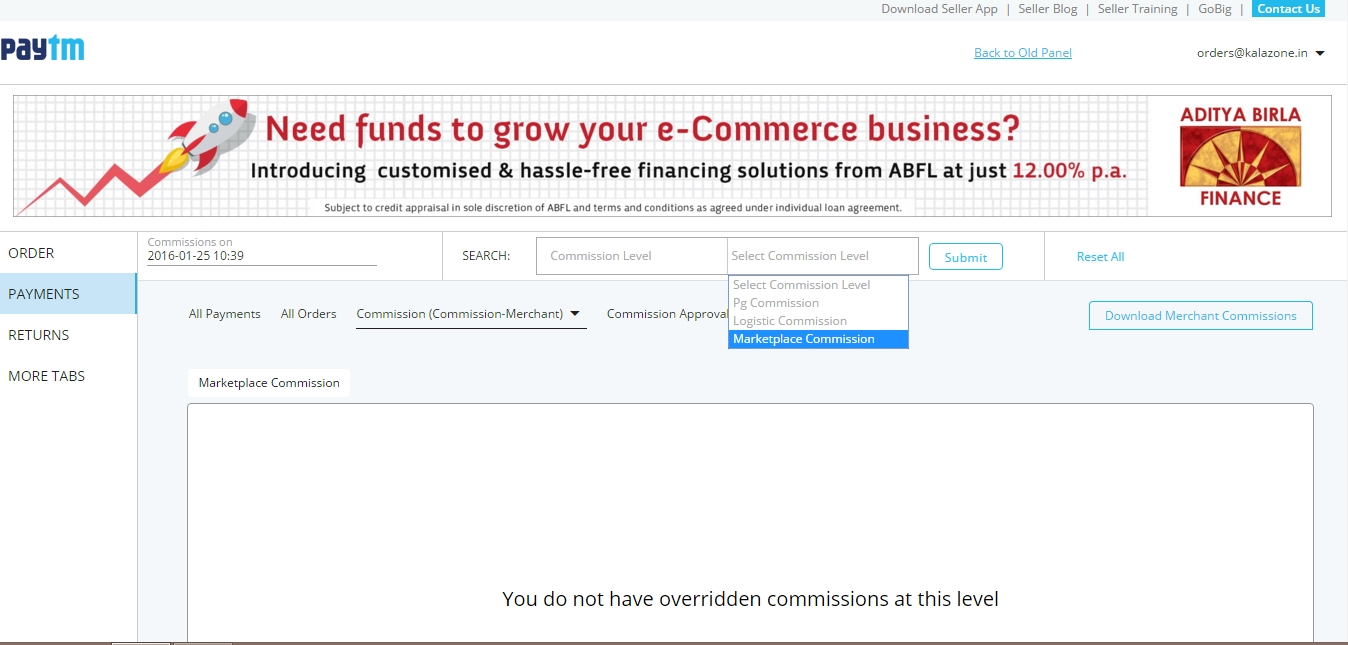 Download Seller App | Seller Blog | Seller Training | GoBig | Contact Us
paytm
Back to Old Panel
orders@kalazone.in
Need funds to grow your e-Commerce business?
Introducing customised & hassle-free financing solutions from ABFL at just 12.00% p.a.
Subject to credit appraisal in sole discretion of ABFL and terms and conditions as agreed under individual loan agreement.
ADITYA BIRLA
FINANCE
ORDER
PAYMENTS
RETURNS
MORE TABS
Commissions on
2016-01-25 10:39
SEARCH:
Commission Level
Select Commission Level
Submit
Reset All
Select Commission Level
Pg Commission
Logistic Commission
Marketplace Commission
All Payments All Orders Commission (Commission-Merchant) Commission Approval
Download Merchant Commissions
Marketplace Commission
You do not have overridden commissions at this level